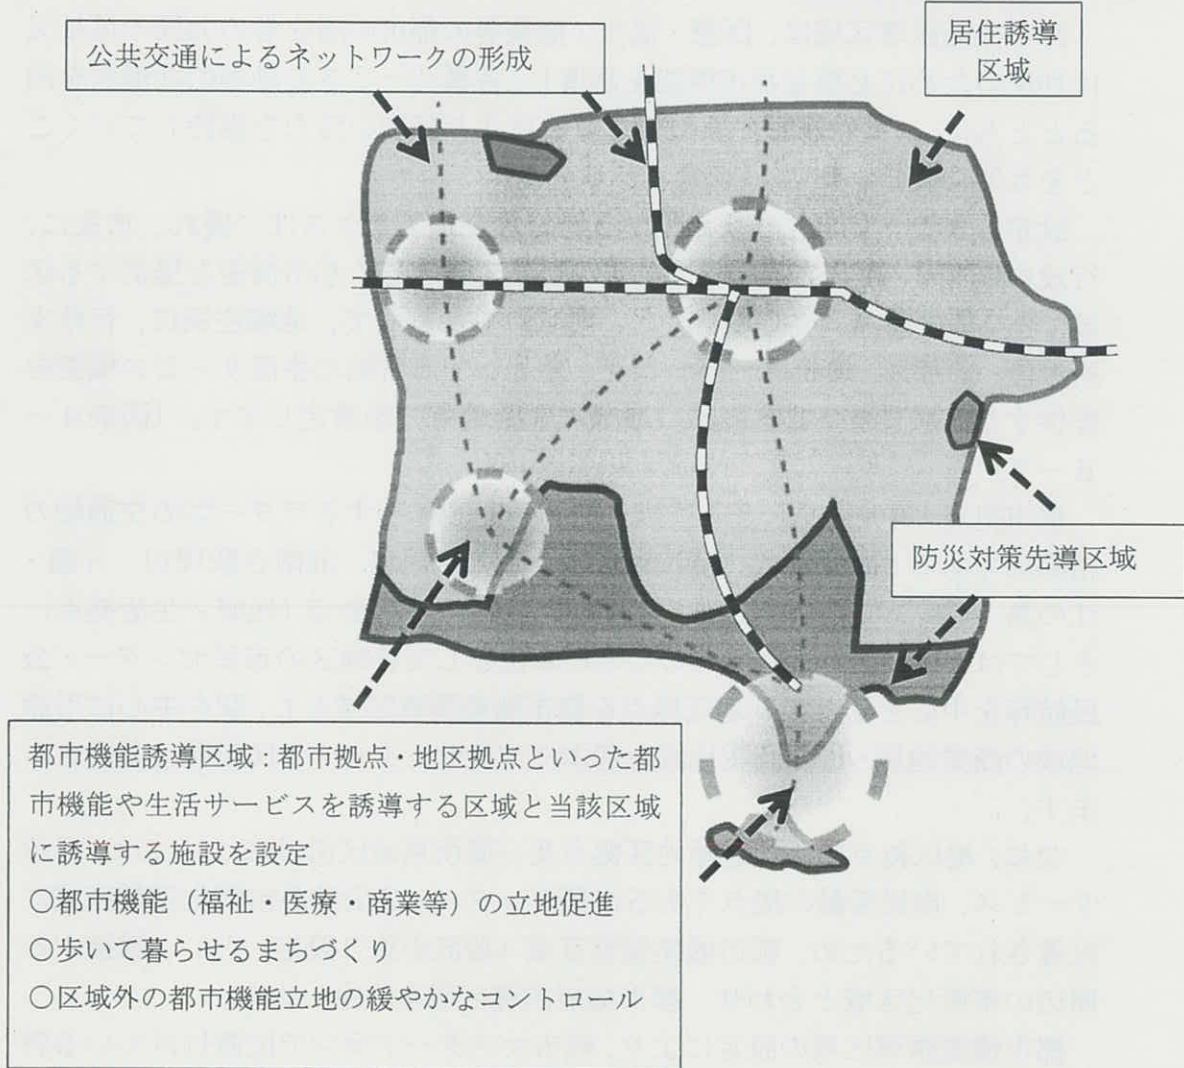 公共交通によるネットワークの形成
居住誘導
区域
防災対策先導区域
都市機能誘導区域：都市拠点・地区拠点といった都
市機能や生活サービスを誘導する区域と当該区域
に誘導する施設を設定
○都市機能（福祉・医療・商業等）の立地促進
○歩いて暮らせるまちづくり
○区域外の都市機能立地の緩やかなコントロール